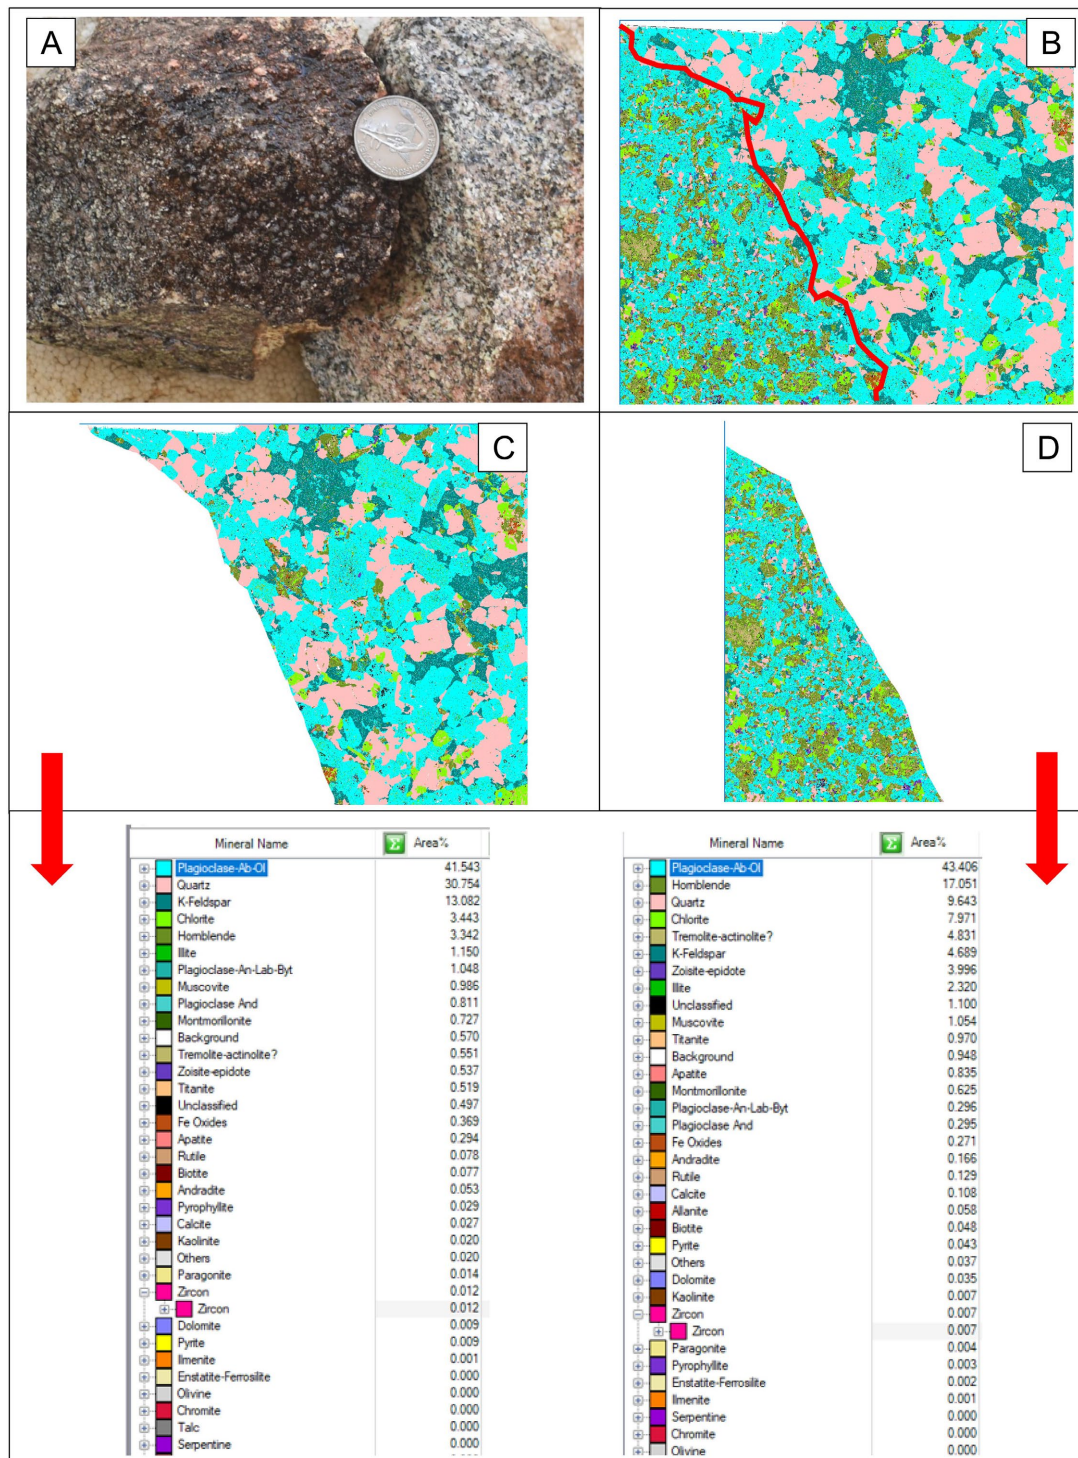 A
B
C
D
Mineral Name Area%
Plagioclase-Ab-Ol 41.543
Quartz 30.754
K-Feldspar 13.082
Chlorite 3.443
Hornblende 3.342
Illite 1.150
Plagioclase-An-Lab-Byt 1.048
Muscovite 0.986
Plagioclase And 0.811
Montmorillonite 0.727
Background 0.570
Tremolite-actinolite? 0.551
Zoisite-epidote 0.537
Titanite 0.519
Unclassified 0.497
Fe Oxides 0.369
Apatite 0.294
Rutile 0.078
Biotite 0.077
Andradite 0.053
Pyrophyllite 0.029
Calcite 0.027
Kaolinite 0.020
Others 0.020
Paragonite 0.014
Zircon 0.012
Zircon 0.012
Dolomite 0.009
Pyrite 0.009
Ilmenite 0.001
Enstatite-Ferrosilite 0.000
Olivine 0.000
Chromite 0.000
Talc 0.000
Serpentine 0.000
Mineral Name Area%
Plagioclase-Ab-Ol 43.406
Hornblende 17.051
Quartz 9.643
Chlorite 7.971
Tremolite-actinolite? 4.831
K-Feldspar 4.689
Zoisite-epidote 3.996
Illite 2.320
Unclassified 1.100
Muscovite 1.054
Titanite 0.970
Background 0.948
Apatite 0.835
Montmorillonite 0.625
Plagioclase-An-Lab-Byt 0.296
Plagioclase And 0.295
Fe Oxides 0.271
Andradite 0.166
Rutile 0.129
Calcite 0.108
Allanite 0.058
Biotite 0.048
Pyrite 0.043
Others 0.037
Dolomite 0.035
Kaolinite 0.007
Zircon 0.007
Zircon 0.007
Paragonite 0.004
Pyrophyllite 0.003
Enstatite-Ferrosilite 0.002
Ilmenite 0.001
Serpentine 0.000
Chromite 0.000
Olivine 0.000